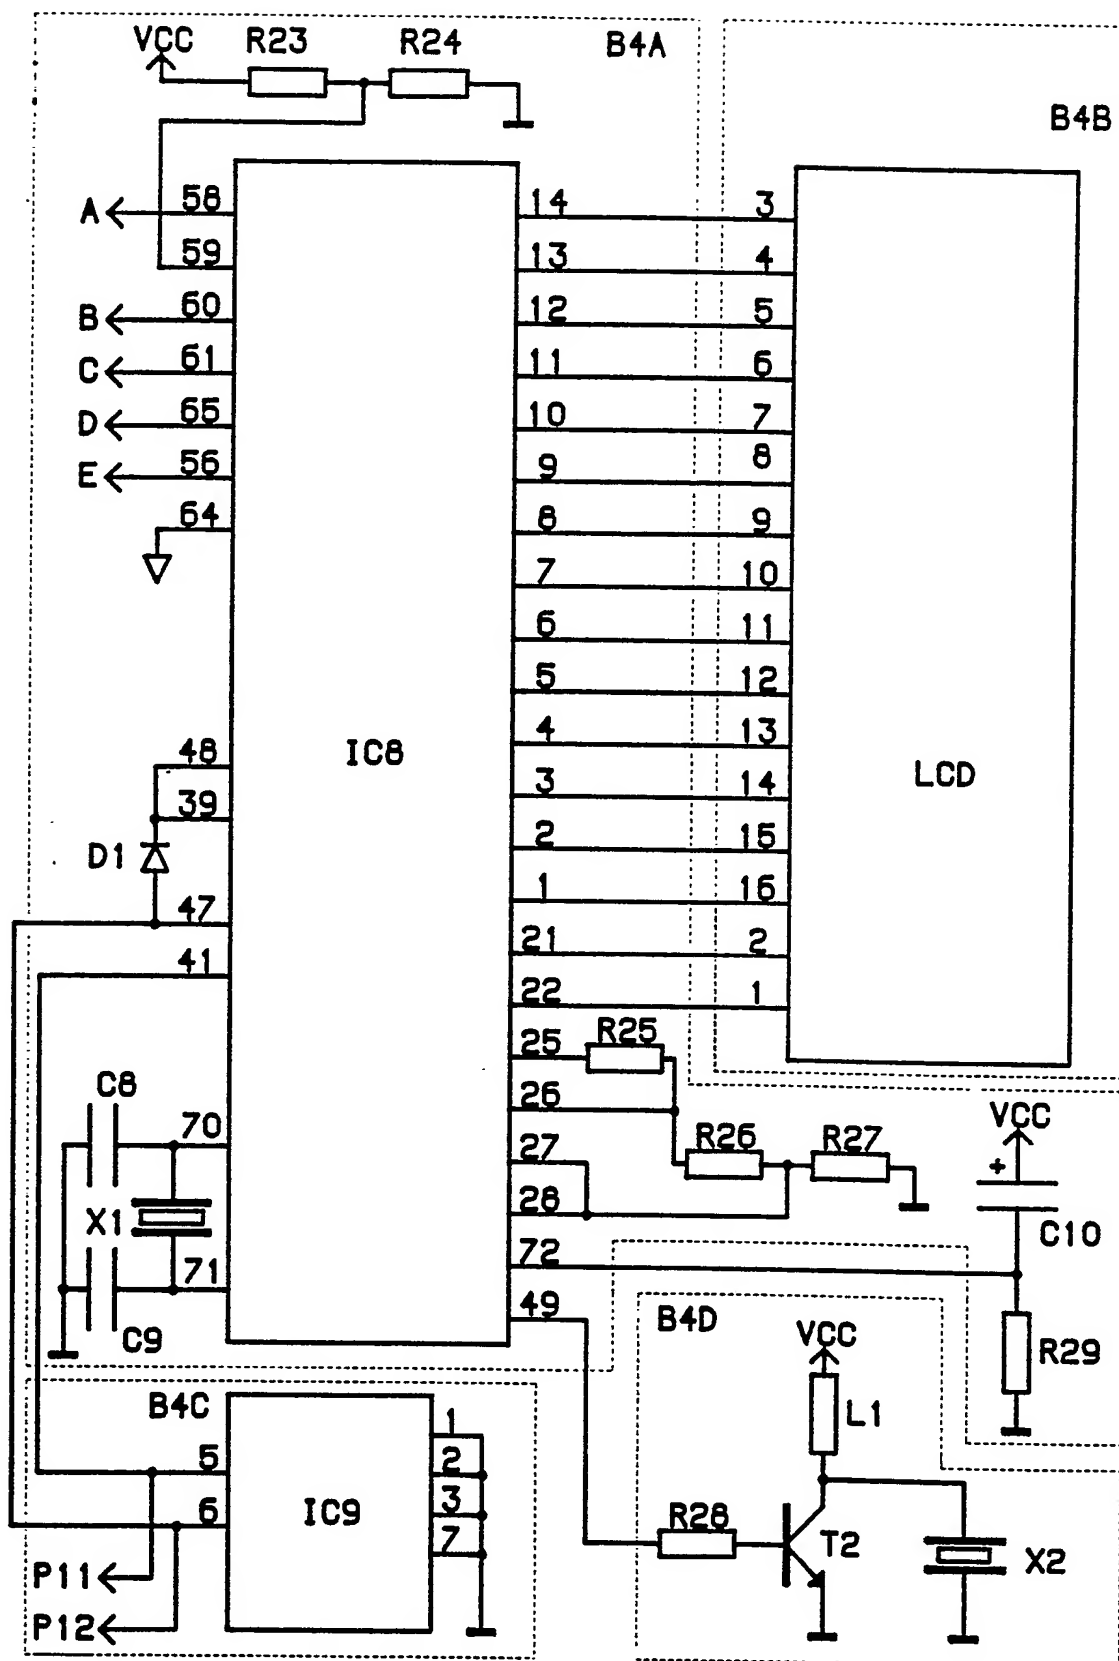 VCC R23 R24 B4A
B4B
A 58 14 3
59 13 4
B 60 12 5
C 61 11 6
D 65 10 7
E 56 9 8
64 8 9
7 10
6 11
5 12
48 IC8 4 13
39 3 14 LCD
D1 2 15
1 16
47 21 2
41 22 1
25 R25
C8 26 VCC
70 27 R26 R27 +
X1 28 C10
71 72
C9 49 B4D VCC R29
B4C 1 L1
5 2
6 IC9 3 R28
7 T2 X2
P11
P12